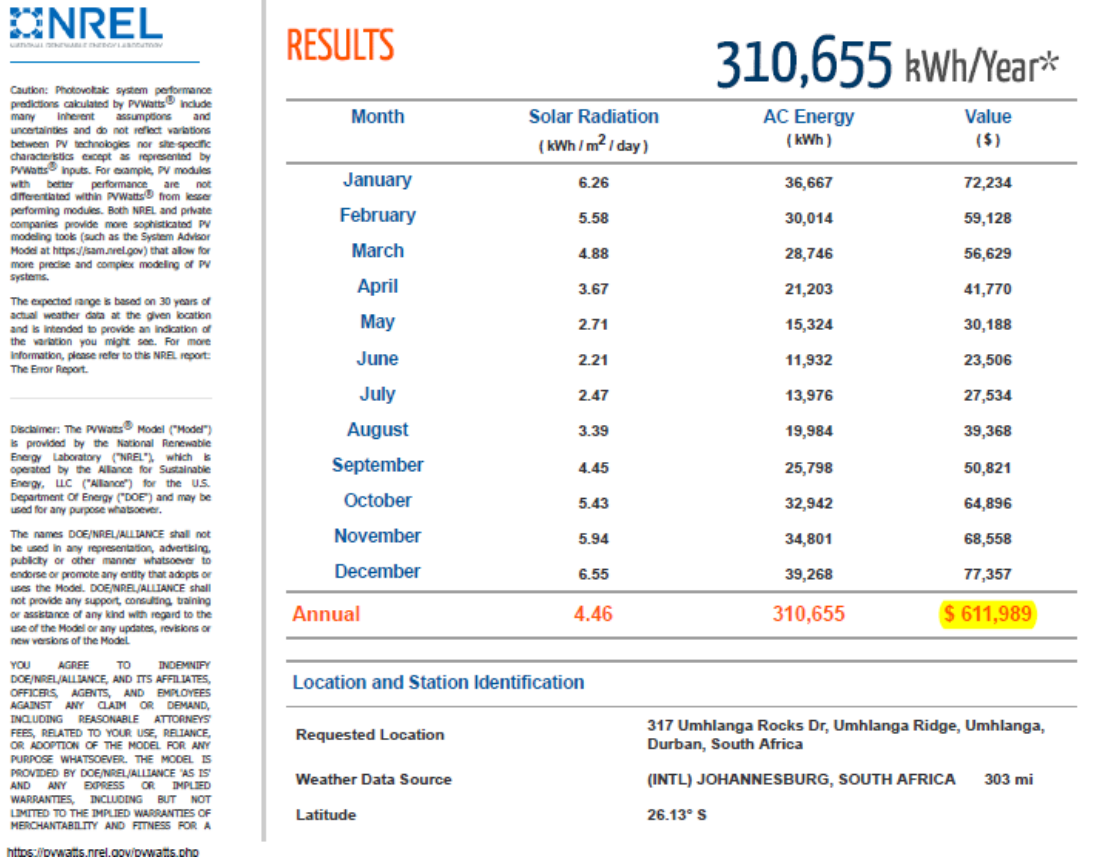 NREL
NATIONAL RENEWABLE ENERGY LABORATORY
Caution: Photovoltaic system performance
predictions calculated by PVWatts® include
many inherent assumptions and
uncertainties and do not reflect variations
between PV technologies nor site-specific
characteristics except as represented by
PVWatts® inputs. For example, PV modules
with better performance are not
differentiated within PVWatts® from lesser
performing modules. Both NREL and private
companies provide more sophisticated PV
modeling tools (such as the System Advisor
Model at https://sam.nrel.gov) that allow for
more precise and complex modeling of PV
systems.
The expected range is based on 30 years of
actual weather data at the given location
and is intended to provide an indication of
the variation you might see. For more
information, please refer to this NREL report:
The Error Report.
Disclaimer: The PVWatts® Model ("Model")
is provided by the National Renewable
Energy Laboratory ("NREL"), which is
operated by the Alliance for Sustainable
Energy, LLC ("Alliance") for the U.S.
Department Of Energy ("DOE") and may be
used for any purpose whatsoever.
The names DOE/NREL/ALLIANCE shall not
be used in any representation, advertising,
publicity or other manner whatsoever to
endorse or promote any entity that adopts or
uses the Model. DOE/NREL/ALLIANCE shall
not provide any support, consulting, training
or assistance of any kind with regard to the
use of the Model or any updates, revisions or
new versions of the Model.
YOU AGREE TO INDEMNIFY
DOE/NREL/ALLIANCE, AND ITS AFFILIATES,
OFFICERS, AGENTS, AND EMPLOYEES
AGAINST ANY CLAIM OR DEMAND,
INCLUDING REASONABLE ATTORNEYS'
FEES, RELATED TO YOUR USE, RELIANCE,
OR ADOPTION OF THE MODEL FOR ANY
PURPOSE WHATSOEVER. THE MODEL IS
PROVIDED BY DOE/NREL/ALLIANCE "AS IS"
AND ANY EXPRESS OR IMPLIED
WARRANTIES, INCLUDING BUT NOT
LIMITED TO THE IMPLIED WARRANTIES OF
MERCHANTABILITY AND FITNESS FOR A
https://pvwatts.nrel.gov/pvwatts.php
RESULTS
310,655 kWh/Year*
Month Solar Radiation AC Energy Value
( kWh / m2 / day ) ( kWh ) ( $ )
January 6.26 36,667 72,234
February 5.58 30,014 59,128
March 4.88 28,746 56,629
April 3.67 21,203 41,770
May 2.71 15,324 30,188
June 2.21 11,932 23,506
July 2.47 13,976 27,534
August 3.39 19,984 39,368
September 4.45 25,798 50,821
October 5.43 32,942 64,896
November 5.94 34,801 68,558
December 6.55 39,268 77,357
Annual 4.46 310,655 $ 611,989
Location and Station Identification
Requested Location 317 Umhlanga Rocks Dr, Umhlanga Ridge, Umhlanga,
Durban, South Africa
Weather Data Source (INTL) JOHANNESBURG, SOUTH AFRICA 303 mi
Latitude 26.13° S